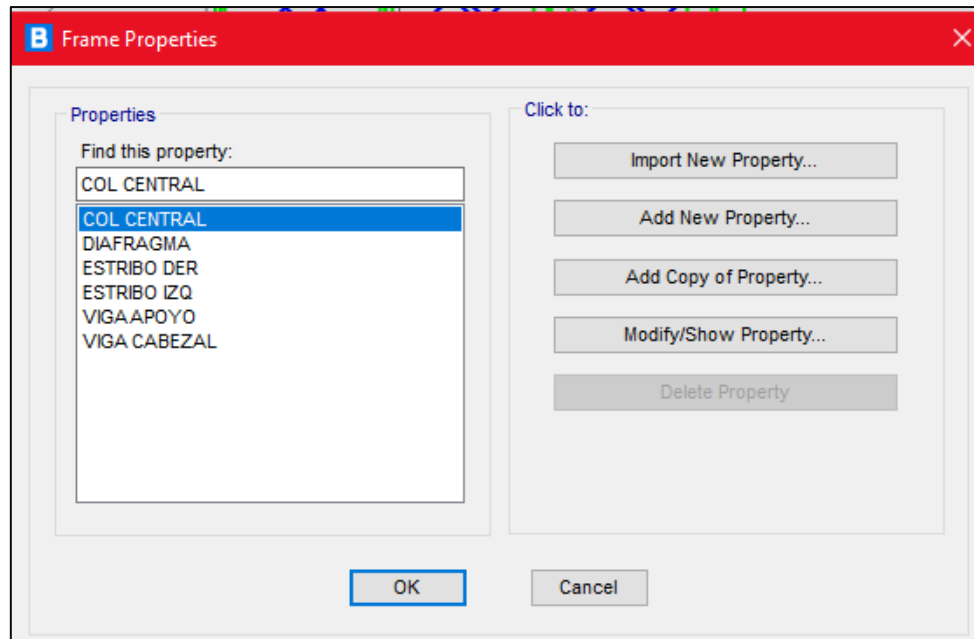 B Frame Properties
Properties
Find this property:
COL CENTRAL
COL CENTRAL
DIAFRAGMA
ESTRIBO DER
ESTRIBO IZQ
VIGA APOYO
VIGA CABEZAL
Click to:
Import New Property...
Add New Property...
Add Copy of Property...
Modify/Show Property...
Delete Property
OK
Cancel